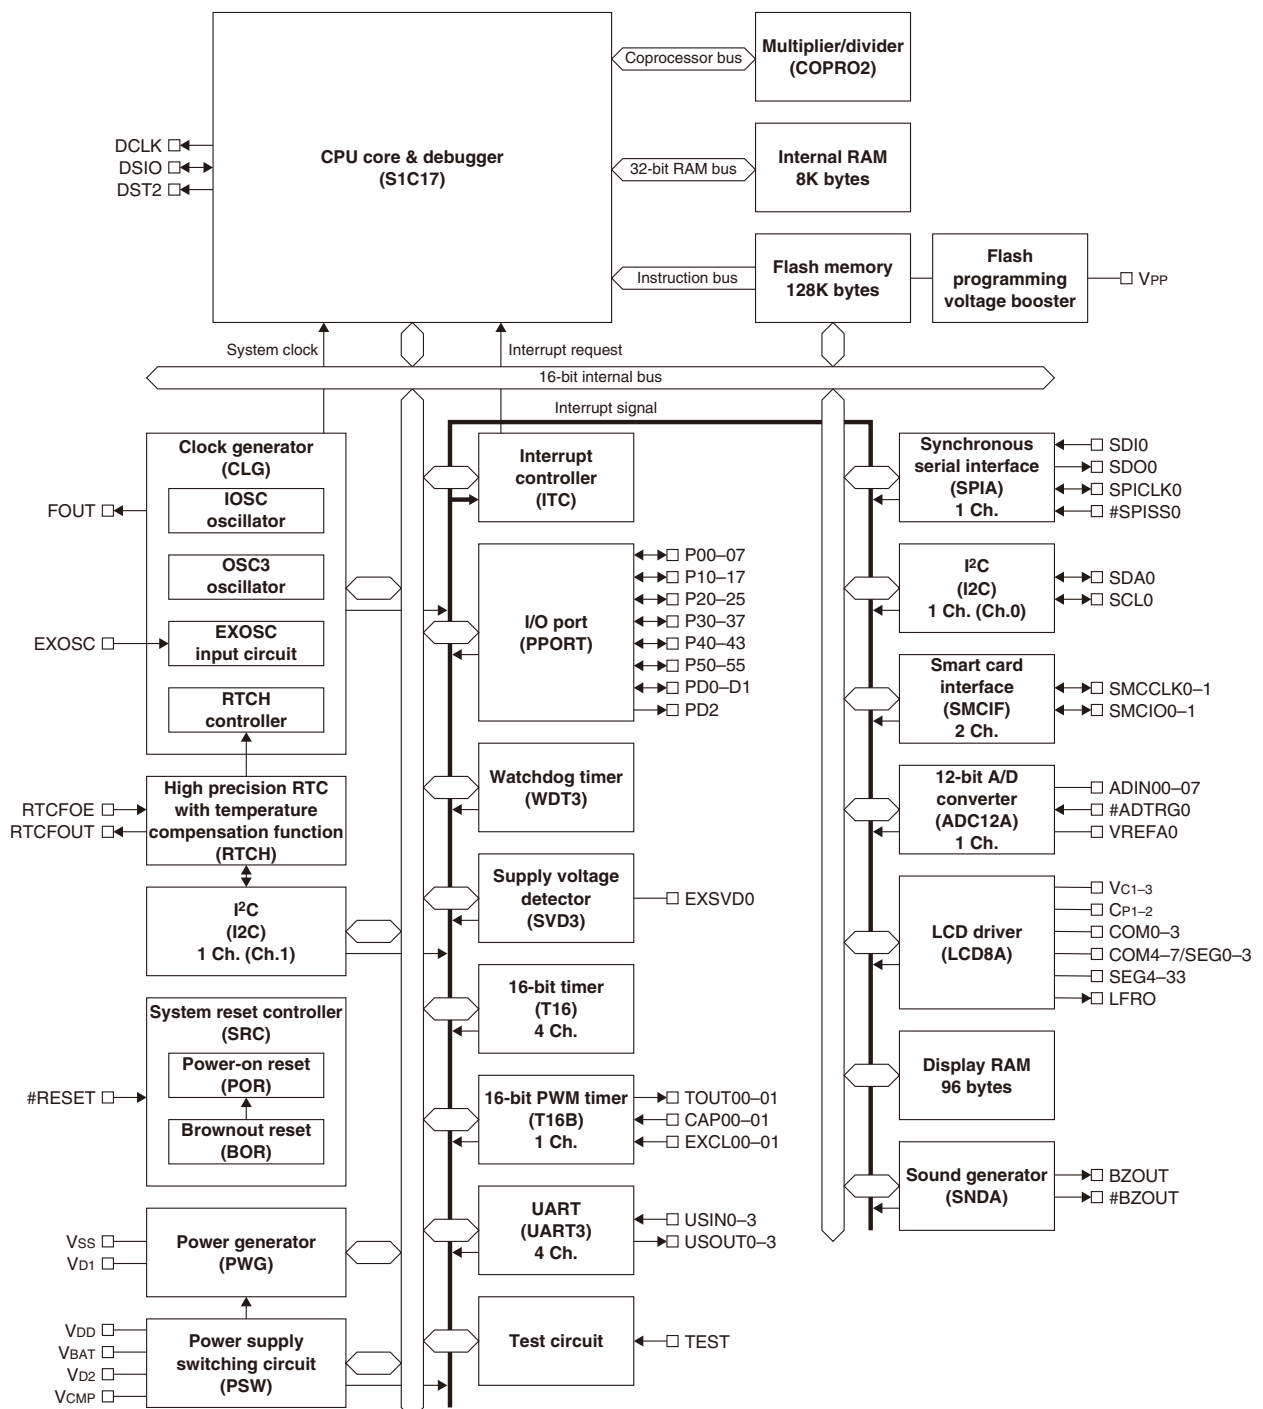 Coprocessor bus
Multiplier/divider
(COPRO2)
DCLK
DSIO
DST2
CPU core & debugger
(S1C17)
32-bit RAM bus
Internal RAM
8K bytes
Instruction bus
Flash memory
128K bytes
Flash
programming
voltage booster
VPP
System clock
Interrupt request
16-bit internal bus
Interrupt signal
Clock generator
(CLG)
IOSC
oscillator
OSC3
oscillator
EXOSC
input circuit
RTCH
controller
FOUT
EXOSC
High precision RTC
with temperature
compensation function
(RTCH)
RTCFOE
RTCFOUT
I2C
(I2C)
1 Ch. (Ch.1)
System reset controller
(SRC)
Power-on reset
(POR)
Brownout reset
(BOR)
#RESET
Power generator
(PWG)
VSS
VD1
Power supply
switching circuit
(PSW)
VDD
VBAT
VD2
VCMP
Interrupt
controller
(ITC)
I/O port
(PPORT)
P00–07
P10–17
P20–25
P30–37
P40–43
P50–55
PD0–D1
PD2
Watchdog timer
(WDT3)
Supply voltage
detector
(SVD3)
EXSVD0
16-bit timer
(T16)
4 Ch.
16-bit PWM timer
(T16B)
1 Ch.
TOUT00–01
CAP00–01
EXCL00–01
UART
(UART3)
4 Ch.
USIN0–3
USOUT0–3
Test circuit
TEST
Synchronous
serial interface
(SPIA)
1 Ch.
SDI0
SDO0
SPICLK0
#SPISS0
I2C
(I2C)
1 Ch. (Ch.0)
SDA0
SCL0
Smart card
interface
(SMCIF)
2 Ch.
SMCCLK0–1
SMCIO0–1
12-bit A/D
converter
(ADC12A)
1 Ch.
ADIN00–07
#ADTRG0
VREFA0
LCD driver
(LCD8A)
VC1–3
CP1–2
COM0–3
COM4–7/SEG0–3
SEG4–33
LFRO
Display RAM
96 bytes
Sound generator
(SNDA)
BZOUT
#BZOUT